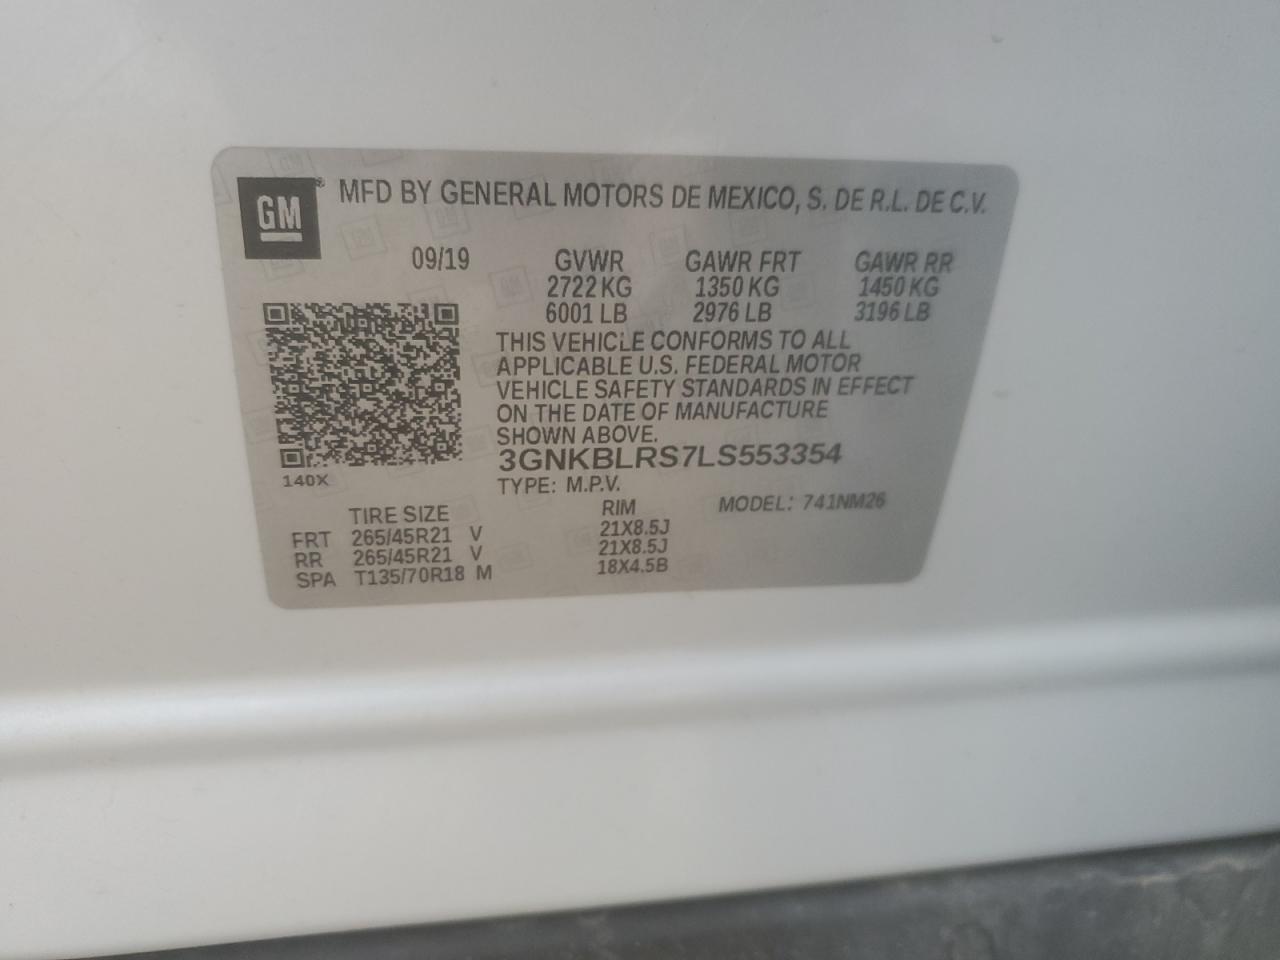 GM® MFD BY GENERAL MOTORS DE MEXICO, S. DE R.L. DE C.V.
09/19 GVWR GAWR FRT GAWR RR
2722 KG 1350 KG 1450 KG
6001 LB 2976 LB 3196 LB
THIS VEHICLE CONFORMS TO ALL
APPLICABLE U.S. FEDERAL MOTOR
VEHICLE SAFETY STANDARDS IN EFFECT
ON THE DATE OF MANUFACTURE
SHOWN ABOVE.
3GNKBLRS7LS553354
140X
TYPE: M.P.V.
TIRE SIZE RIM MODEL: 741NM26
FRT 265/45R21 V 21X8.5J
RR 265/45R21 V 21X8.5J
SPA T135/70R18 M 18X4.5B